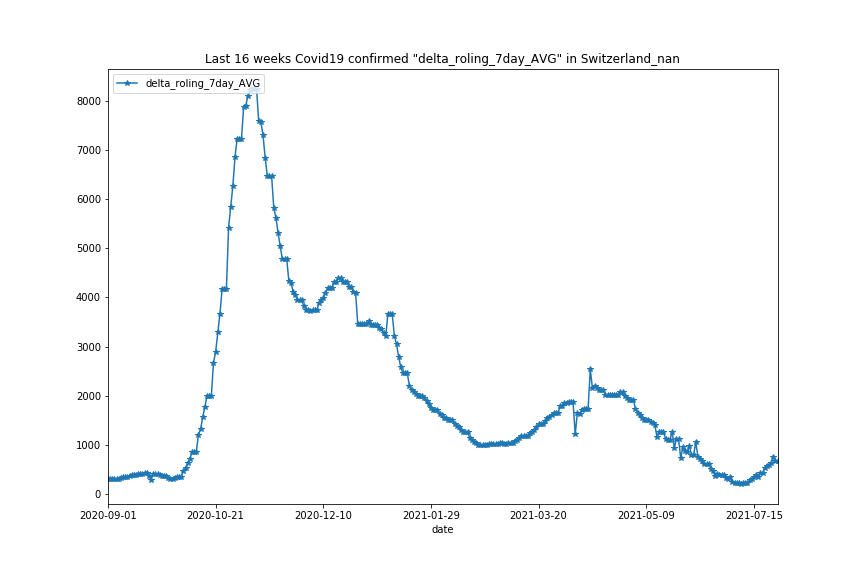 Last 16 weeks Covid19 confirmed "delta_roling_7day_AVG" in Switzerland_nan
delta_roling_7day_AVG
8000
7000
6000
5000
4000
3000
2000
1000
0
2020-09-01 2020-10-21 2020-12-10 2021-01-29 2021-03-20 2021-05-09 2021-07-15
date